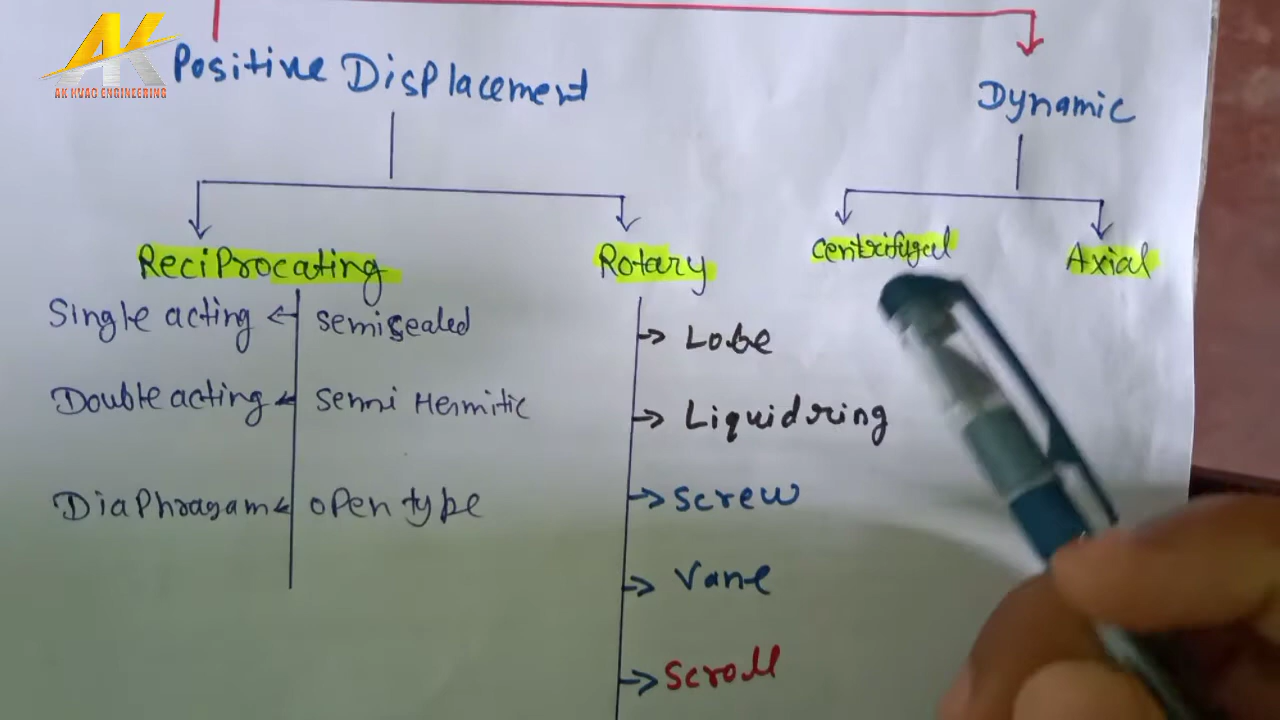 AK
AK HVAC ENGINEERING
Positive Displacement
Dynamic
Reciprocating
Rotary
Centrifugal
Axial
Single acting
semisealed
Double acting
Semi Hermitic
Diaphragam
open type
Lobe
Liquidring
Screw
Vane
Scroll